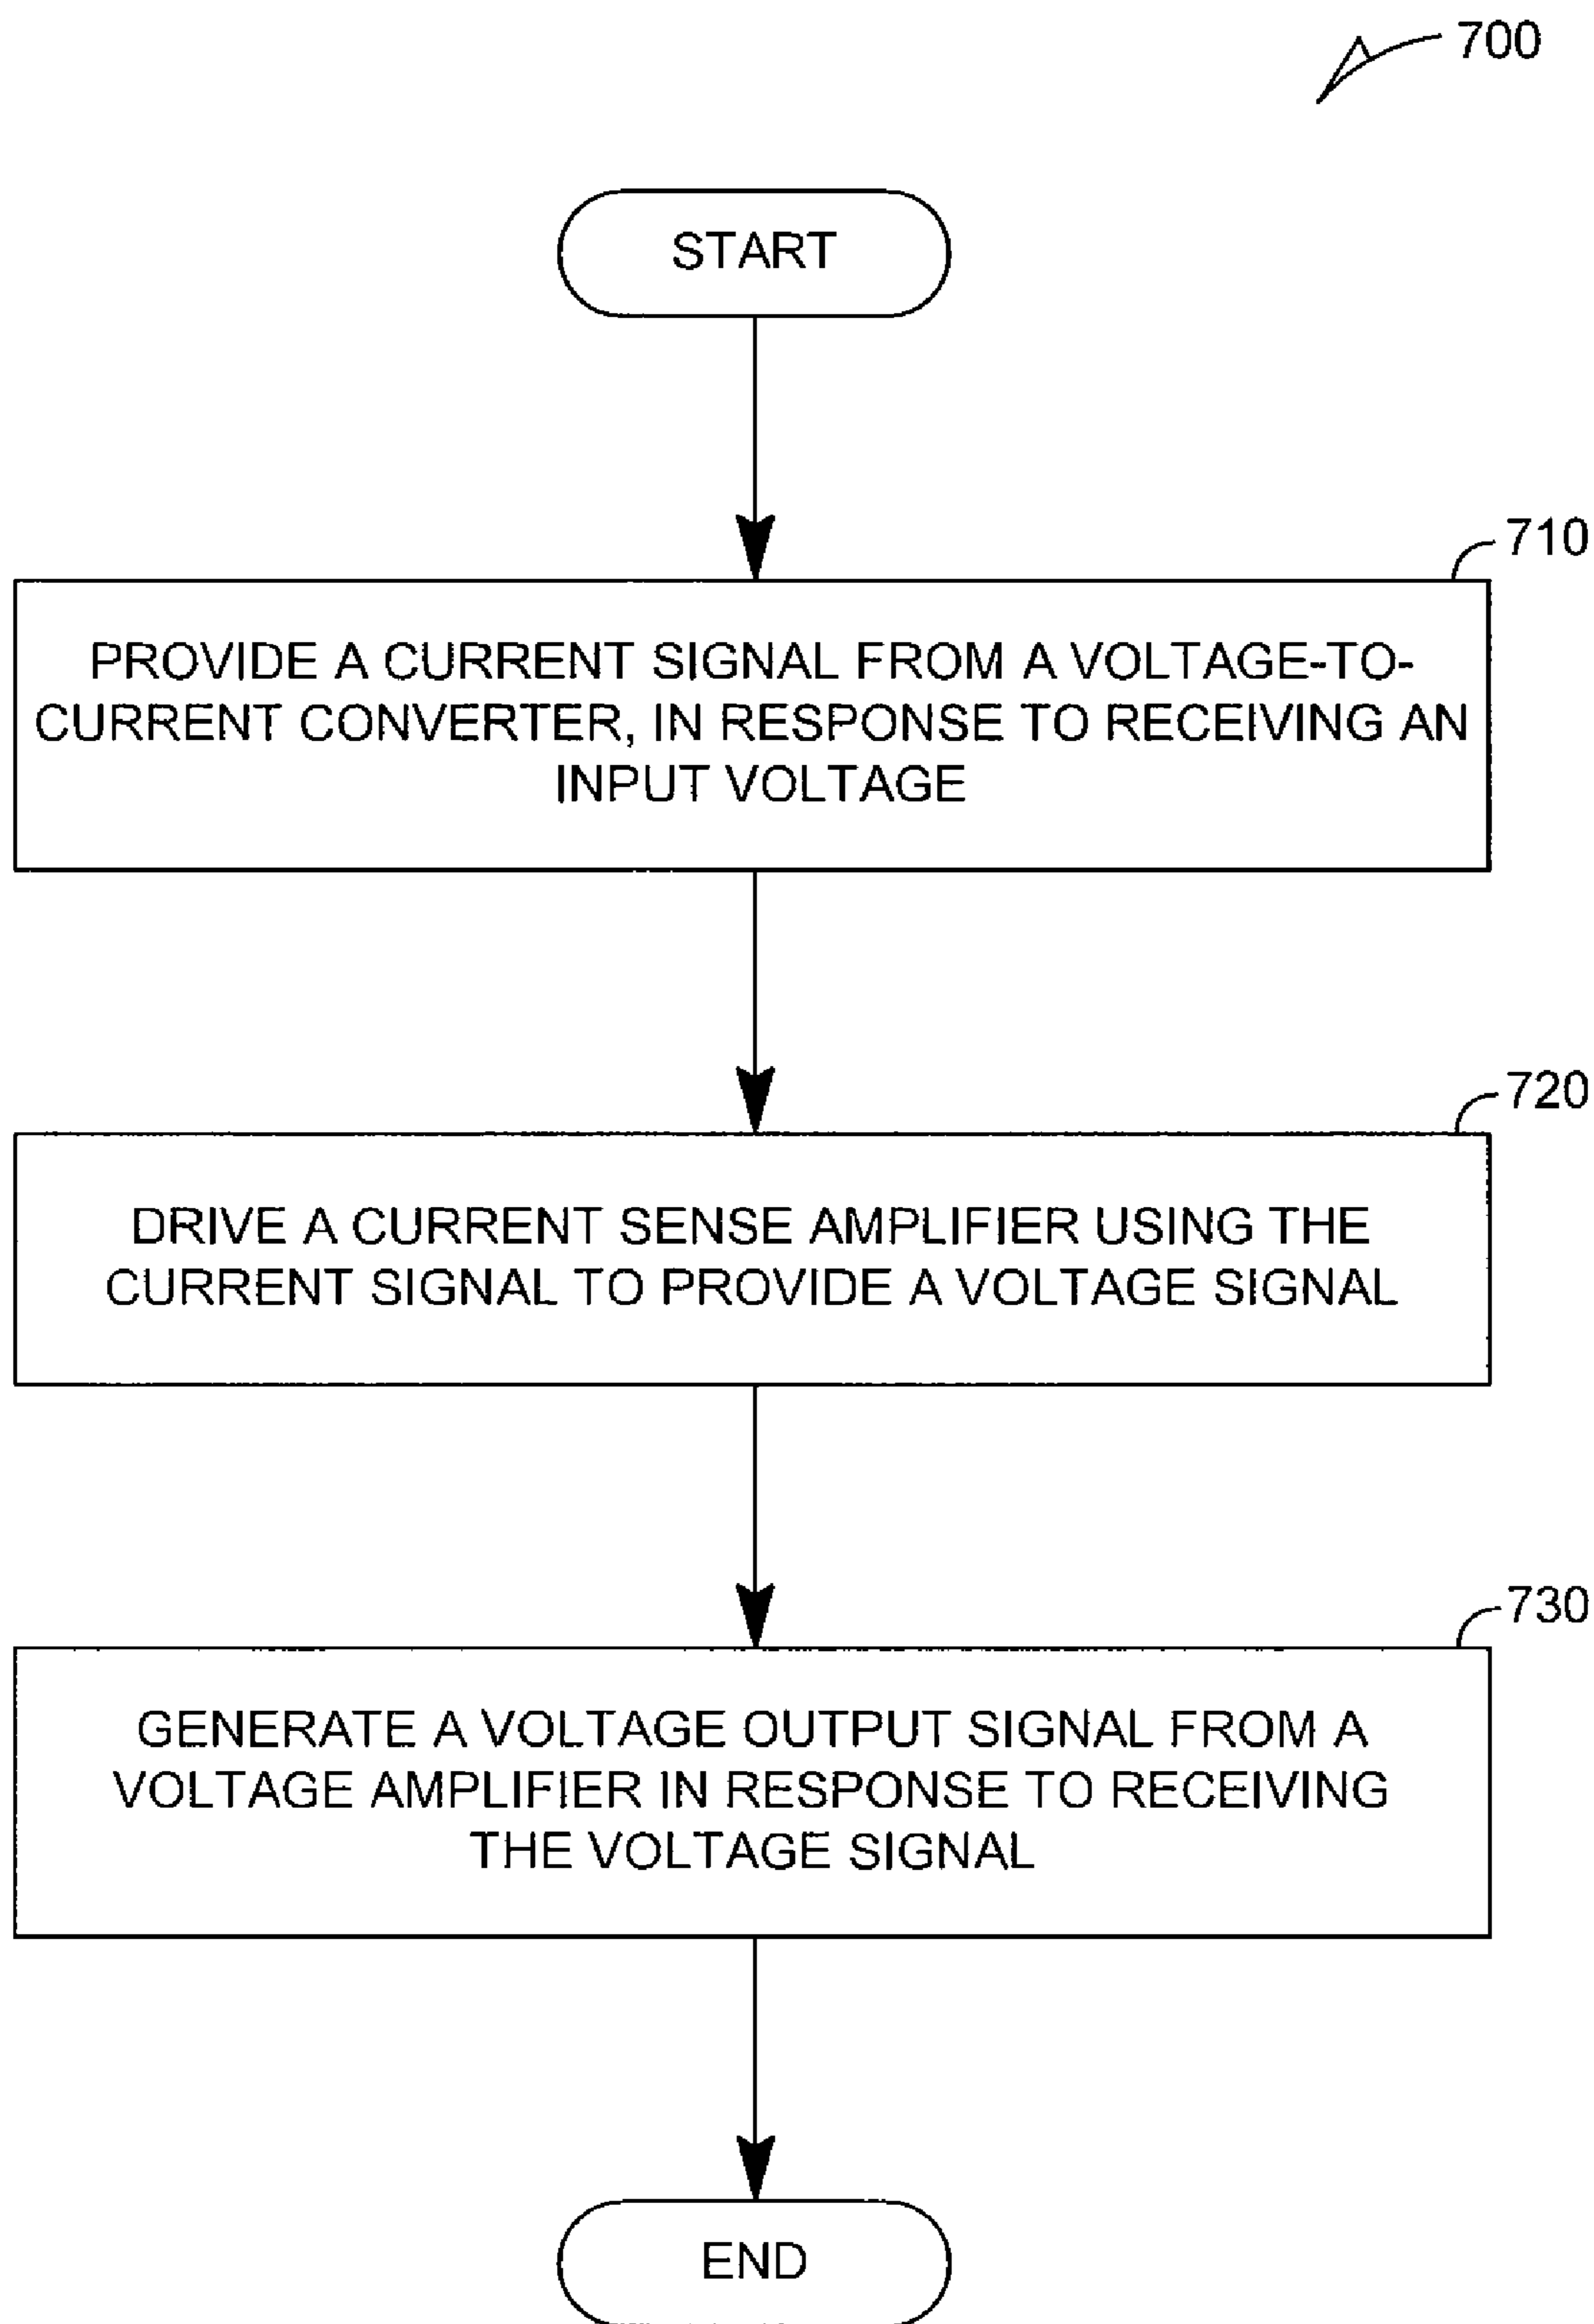 700
START
710
PROVIDE A CURRENT SIGNAL FROM A VOLTAGE-TO-
CURRENT CONVERTER, IN RESPONSE TO RECEIVING AN
INPUT VOLTAGE
720
DRIVE A CURRENT SENSE AMPLIFIER USING THE
CURRENT SIGNAL TO PROVIDE A VOLTAGE SIGNAL
730
GENERATE A VOLTAGE OUTPUT SIGNAL FROM A
VOLTAGE AMPLIFIER IN RESPONSE TO RECEIVING
THE VOLTAGE SIGNAL
END